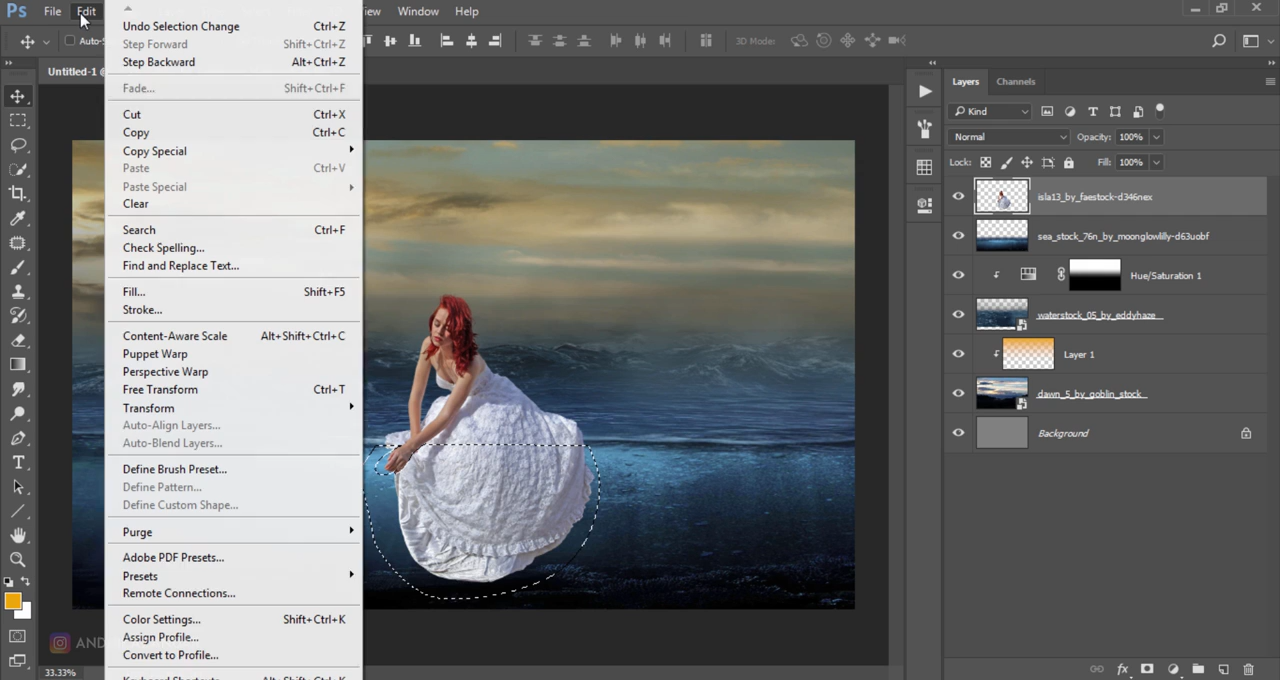 Ps File Edit View Window Help
Undo Selection Change Ctrl+Z
Step Forward Shift+Ctrl+Z
Step Backward Alt+Ctrl+Z
Fade... Shift+Ctrl+F
Cut Ctrl+X
Copy Ctrl+C
Copy Special
Paste Ctrl+V
Paste Special
Clear
Search Ctrl+F
Check Spelling...
Find and Replace Text...
Fill... Shift+F5
Stroke...
Content-Aware Scale Alt+Shift+Ctrl+C
Puppet Warp
Perspective Warp
Free Transform Ctrl+T
Transform
Auto-Align Layers...
Auto-Blend Layers...
Define Brush Preset...
Define Pattern...
Define Custom Shape...
Purge
Adobe PDF Presets...
Presets
Remote Connections...
Color Settings... Shift+Ctrl+K
Assign Profile...
Convert to Profile...
Keyboard Shortcuts Alt+Shift+Ctrl+K
Auto-S
3D Mode:
Untitled-1 @
AND
33.33%
Layers Channels
Kind
Normal Opacity: 100%
Lock: Fill: 100%
isla13_by_faestock-d346nex
sea_stock_76n_by_moonglowlilly-d63uobf
Hue/Saturation 1
waterstock_05_by_eddyhaze
Layer 1
dawn_5_by_goblin_stock
Background